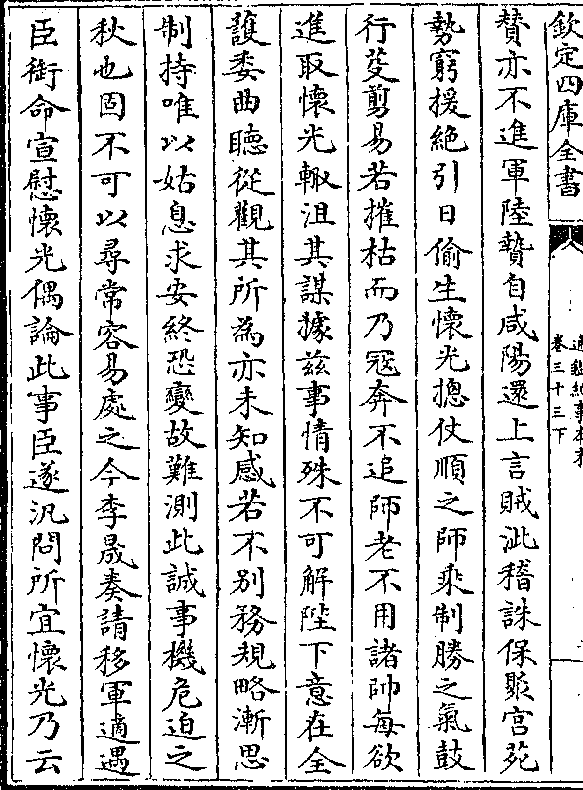 欽定四庫全書
通鑑紀事本末
卷三十三下
贊亦不進軍陸贄自咸陽還上言賊泚稽誅保聚宮苑
勢窮援絶引日偷生懷光揔仗順之師乘制勝之氣鼓
行芟剪易若摧枯而乃冦奔不追師老不用諸帥每欲
進取懷光輙沮其謀據兹事情殊不可解陛下意在全
䕶委曲聽從觀其所為亦未知感若不别務規略漸思
制持唯以姑息求安終恐變故難測此誠事機危迫之
秋也固不可以尋常容易處之今李晟奏請移軍適遇
臣銜命宣慰懷光偶論此事臣遂汎問所宜懷光乃云